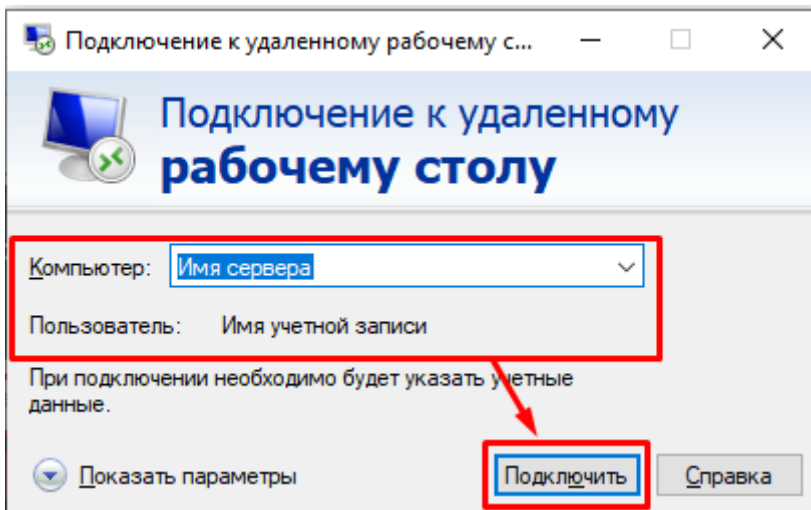 Подключение к удаленному рабочему с...
Подключение к удаленному
рабочему столу
Компьютер: Имя сервера
Пользователь: Имя учетной записи
При подключении необходимо будет указать учетные
данные.
Показать параметры Подключить Справка